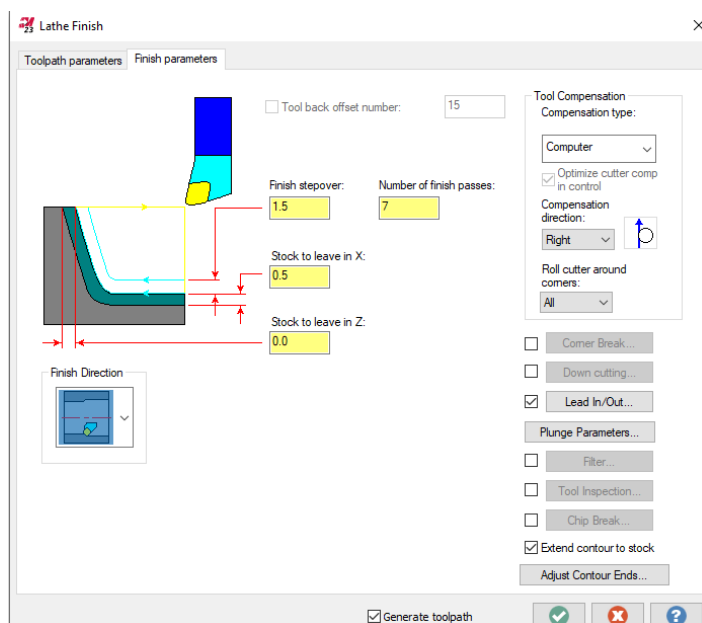 23 Lathe Finish
Toolpath parameters
Finish parameters
Tool back offset number:
15
Finish stepover:
Number of finish passes:
1.5
7
Stock to leave in X:
0.5
Stock to leave in Z:
0.0
Finish Direction
Tool Compensation
Compensation type:
Computer
Optimize cutter comp
in control
Compensation
direction:
Right
Roll cutter around
corners:
All
Corner Break...
Down cutting...
Lead In/Out...
Plunge Parameters...
Filter...
Tool Inspection...
Chip Break...
Extend contour to stock
Adjust Contour Ends...
Generate toolpath